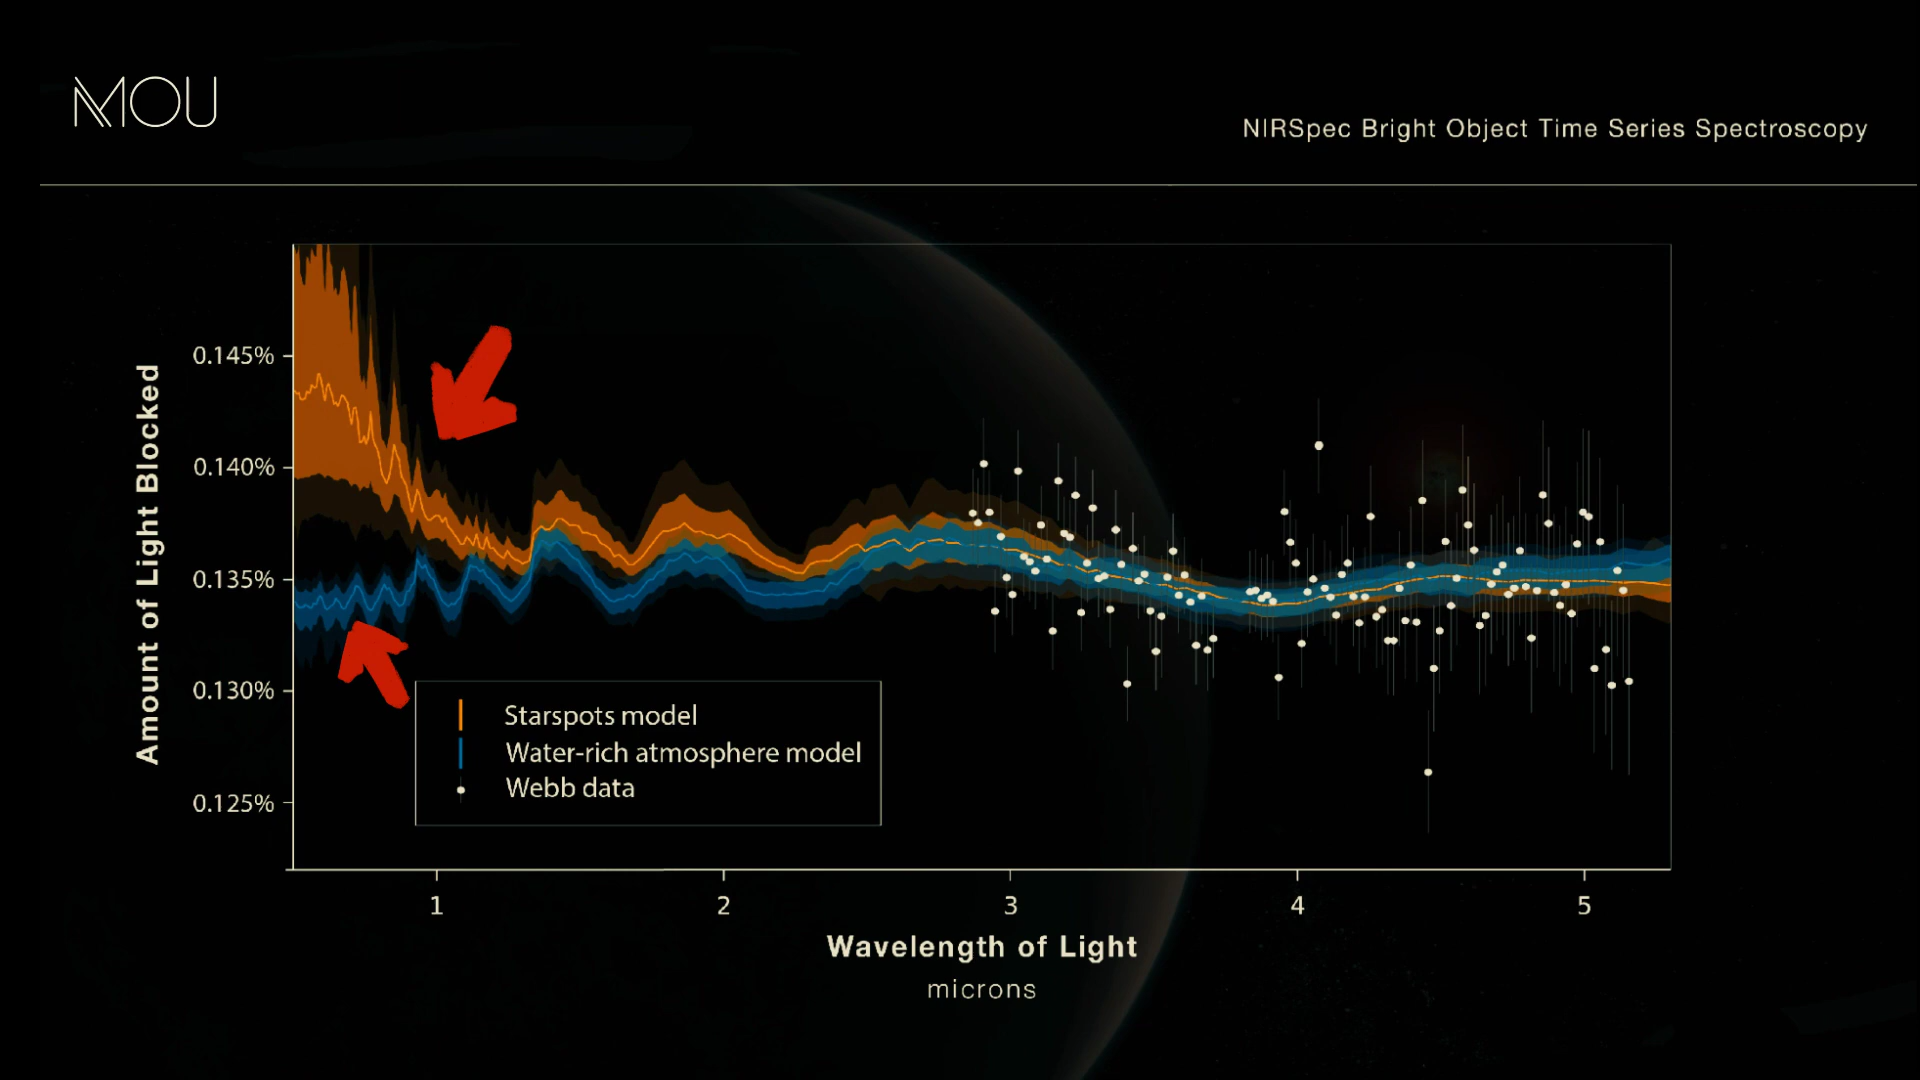 MOU
NIRSpec Bright Object Time Series Spectroscopy
Amount of Light Blocked
0.145%
0.140%
0.135%
0.130%
0.125%
Starspots model
Water-rich atmosphere model
Webb data
1 2 3 4 5
Wavelength of Light
microns